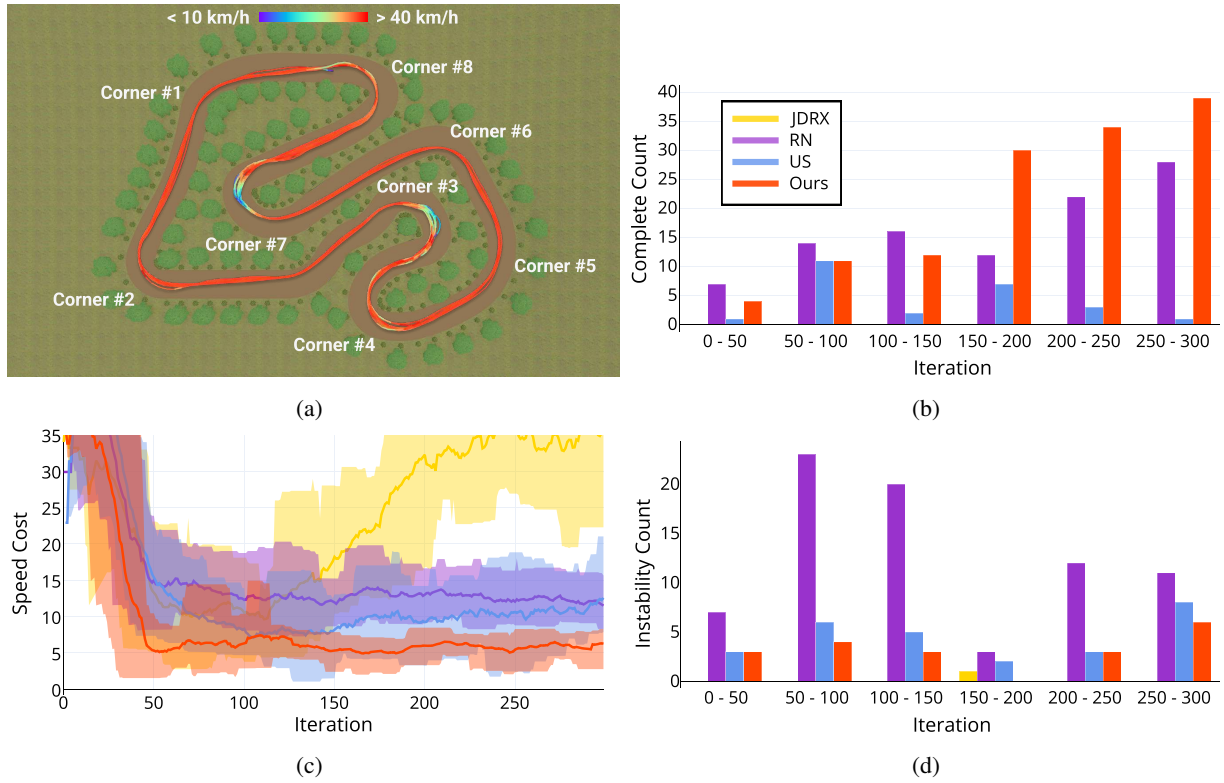 < 10 km/h > 40 km/h
Corner #8
Corner #1
Corner #6
Corner #3
Corner #7
Corner #5
Corner #2
Corner #4
(a)
Complete Count
40
35
30
25
20
15
10
5
0
JDRX
RN
US
Ours
0 - 50 50 - 100 100 - 150 150 - 200 200 - 250 250 - 300
Iteration
(b)
Speed Cost
35
30
25
20
15
10
5
0
0 50 100 150 200 250
Iteration
(c)
Instability Count
20
15
10
5
0
0 - 50 50 - 100 100 - 150 150 - 200 200 - 250 250 - 300
Iteration
(d)